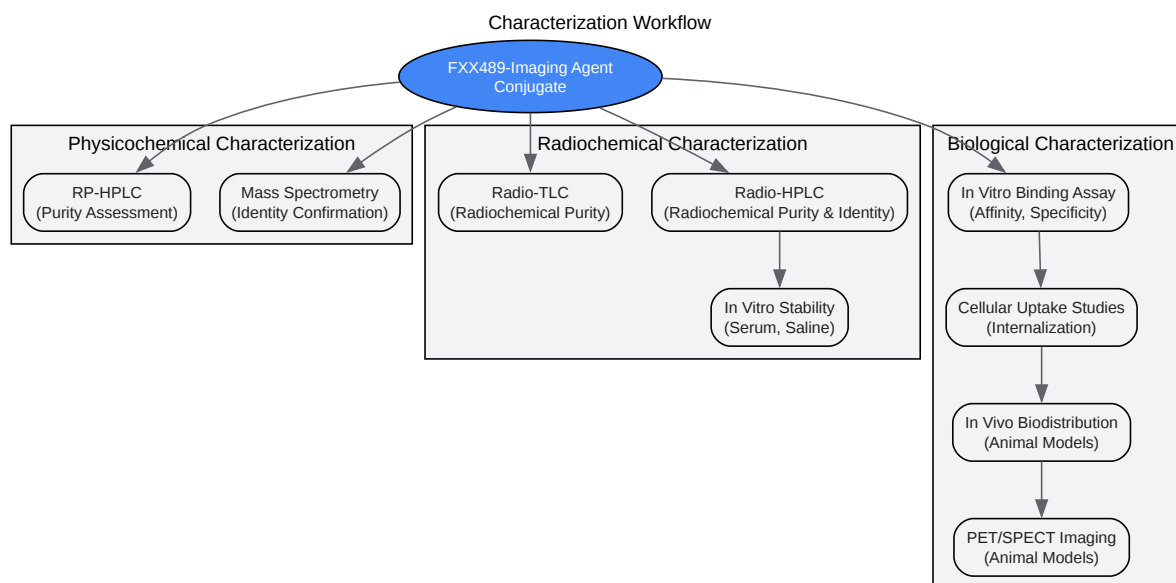 Characterization Workflow
FXX489-Imaging Agent
Conjugate
Physicochemical Characterization
RP-HPLC
(Purity Assessment)
Mass Spectrometry
(Identity Confirmation)
Radiochemical Characterization
Radio-TLC
(Radiochemical Purity)
Radio-HPLC
(Radiochemical Purity & Identity)
In Vitro Stability
(Serum, Saline)
Biological Characterization
In Vitro Binding Assay
(Affinity, Specificity)
Cellular Uptake Studies
(Internalization)
In Vivo Biodistribution
(Animal Models)
PET/SPECT Imaging
(Animal Models)